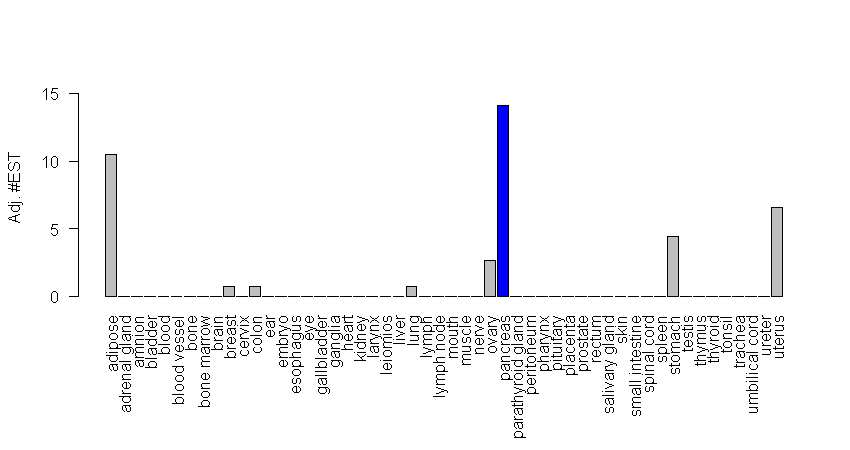 Adj. #EST
15
10
5
0
adipose
adrenal gland
amnion
bladder
blood
blood vessel
bone
bone marrow
brain
breast
cervix
colon
ear
embryo
esophagus
eye
gallbladder
ganglia
heart
kidney
larynx
leiomios
liver
lung
lymph
lymph node
mouth
muscle
nerve
ovary
pancreas
parathyroid gland
peritoneum
pharynx
pituitary
placenta
prostate
rectum
salivary gland
skin
small intestine
spinal cord
spleen
stomach
testis
thymus
thyroid
tonsil
trachea
umbilical cord
ureter
uterus